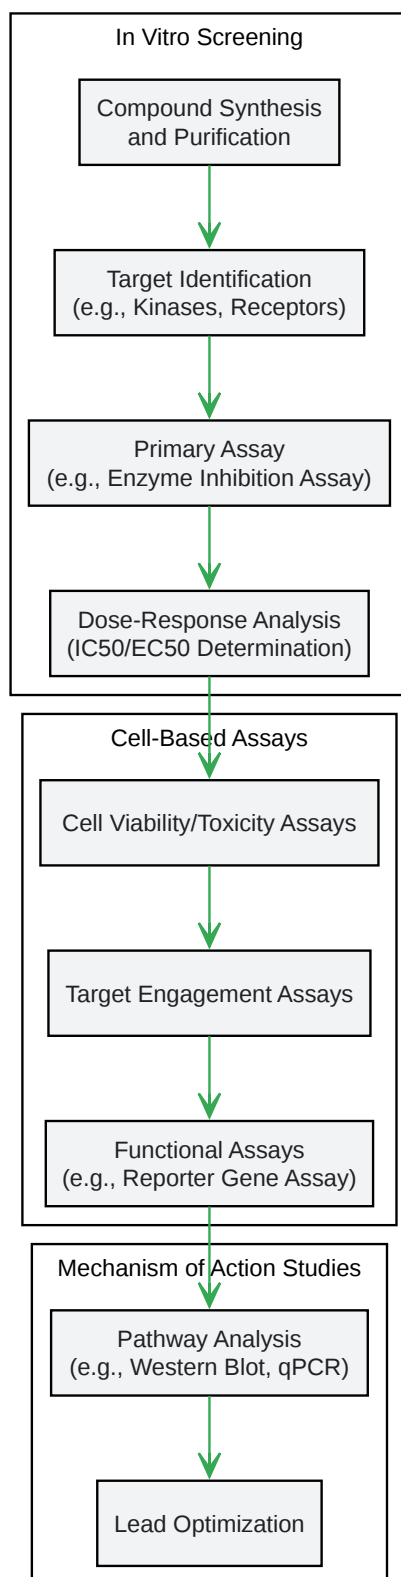 In Vitro Screening
Compound Synthesis
and Purification
Target Identification
(e.g., Kinases, Receptors)
Primary Assay
(e.g., Enzyme Inhibition Assay)
Dose-Response Analysis
(IC50/EC50 Determination)
Cell-Based Assays
Cell Viability/Toxicity Assays
Target Engagement Assays
Functional Assays
(e.g., Reporter Gene Assay)
Mechanism of Action Studies
Pathway Analysis
(e.g., Western Blot, qPCR)
Lead Optimization